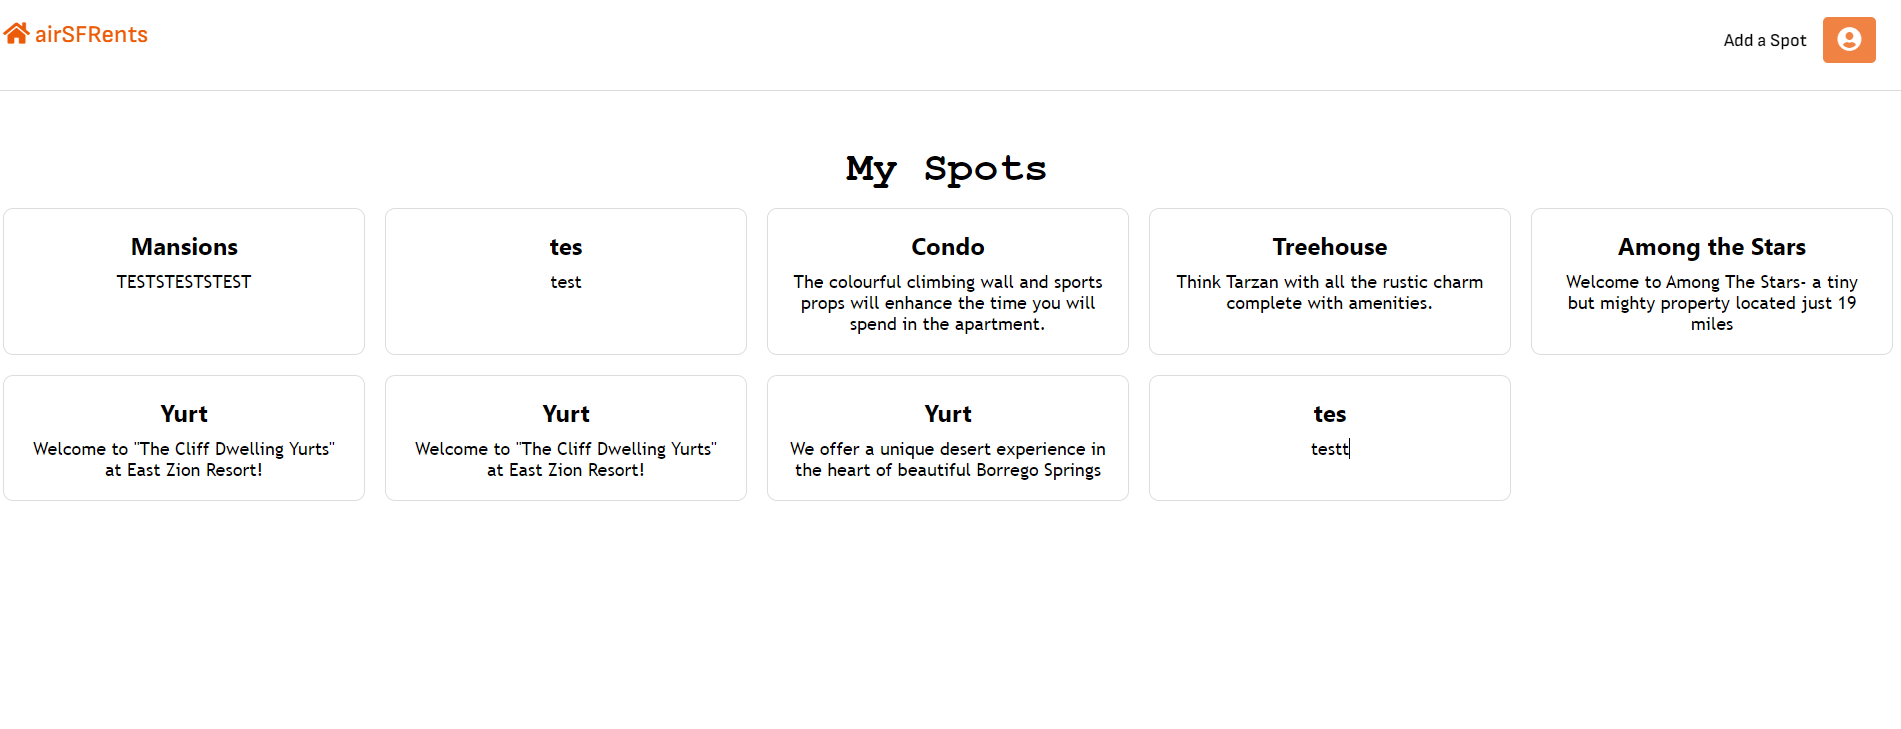 airSFRents
Add a Spot
My Spots
Mansions
TESTSTESTSTEST
tes
test
Condo
The colourful climbing wall and sports
props will enhance the time you will
spend in the apartment.
Treehouse
Think Tarzan with all the rustic charm
complete with amenities.
Among the Stars
Welcome to Among The Stars- a tiny
but mighty property located just 19
miles
Yurt
Welcome to "The Cliff Dwelling Yurts"
at East Zion Resort!
Yurt
Welcome to "The Cliff Dwelling Yurts"
at East Zion Resort!
Yurt
We offer a unique desert experience in
the heart of beautiful Borrego Springs
tes
testt